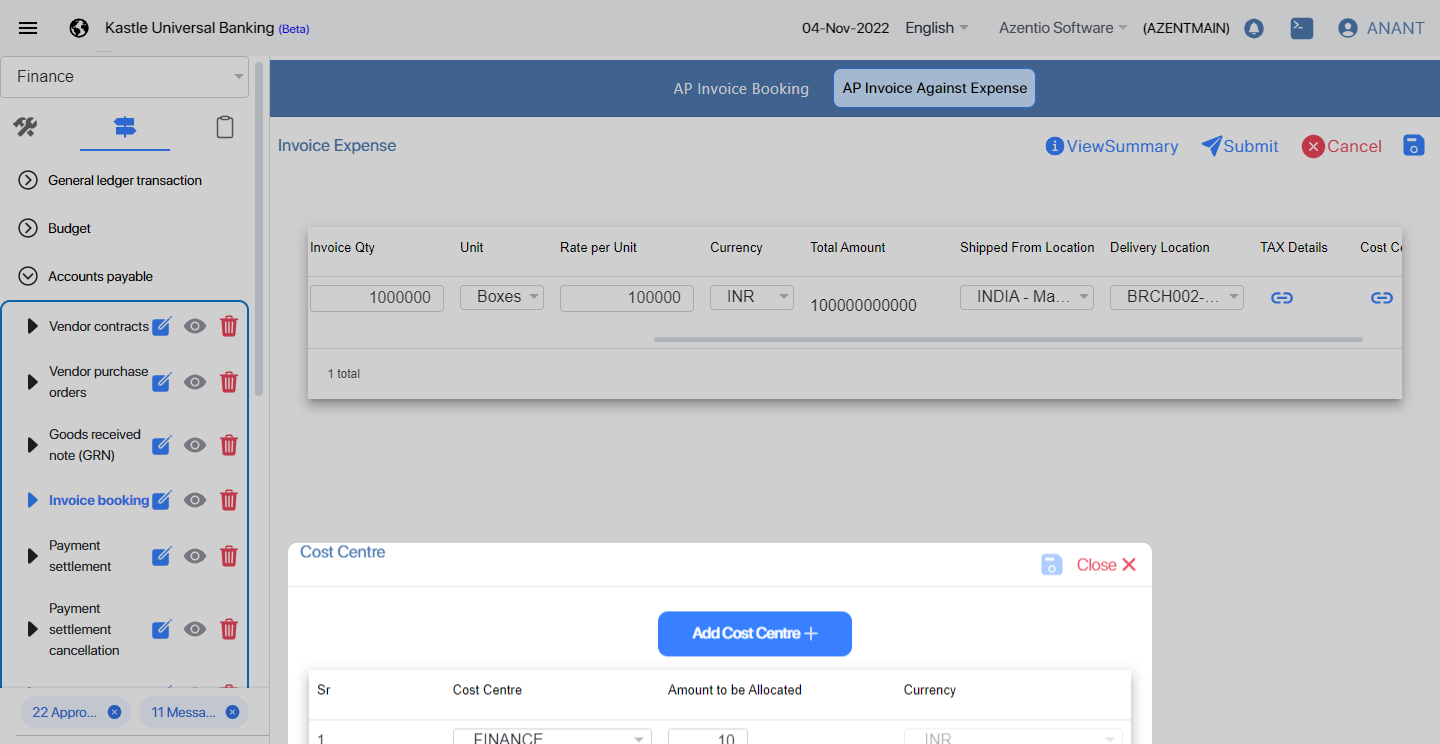 Kastle Universal Banking (Beta)
04-Nov-2022
English
Azentio Software
(AZENTMAIN)
ANANT
Finance
AP Invoice Booking
AP Invoice Against Expense
Invoice Expense
ViewSummary
Submit
Cancel
General ledger transaction
Budget
Accounts payable
Vendor contracts
Vendor purchase
orders
Goods received
note (GRN)
Invoice booking
Payment
settlement
Payment
settlement
cancellation
22 Appro...
11 Messa...
Invoice Qty
Unit
Rate per Unit
Currency
Total Amount
Shipped From Location
Delivery Location
TAX Details
Cost Ce
1000000
Boxes
100000
INR
100000000000
INDIA - Ma...
BRCH002-...
1 total
Cost Centre
Close
Add Cost Centre
Sr
Cost Centre
Amount to be Allocated
Currency
1
FINANCE
10
INR